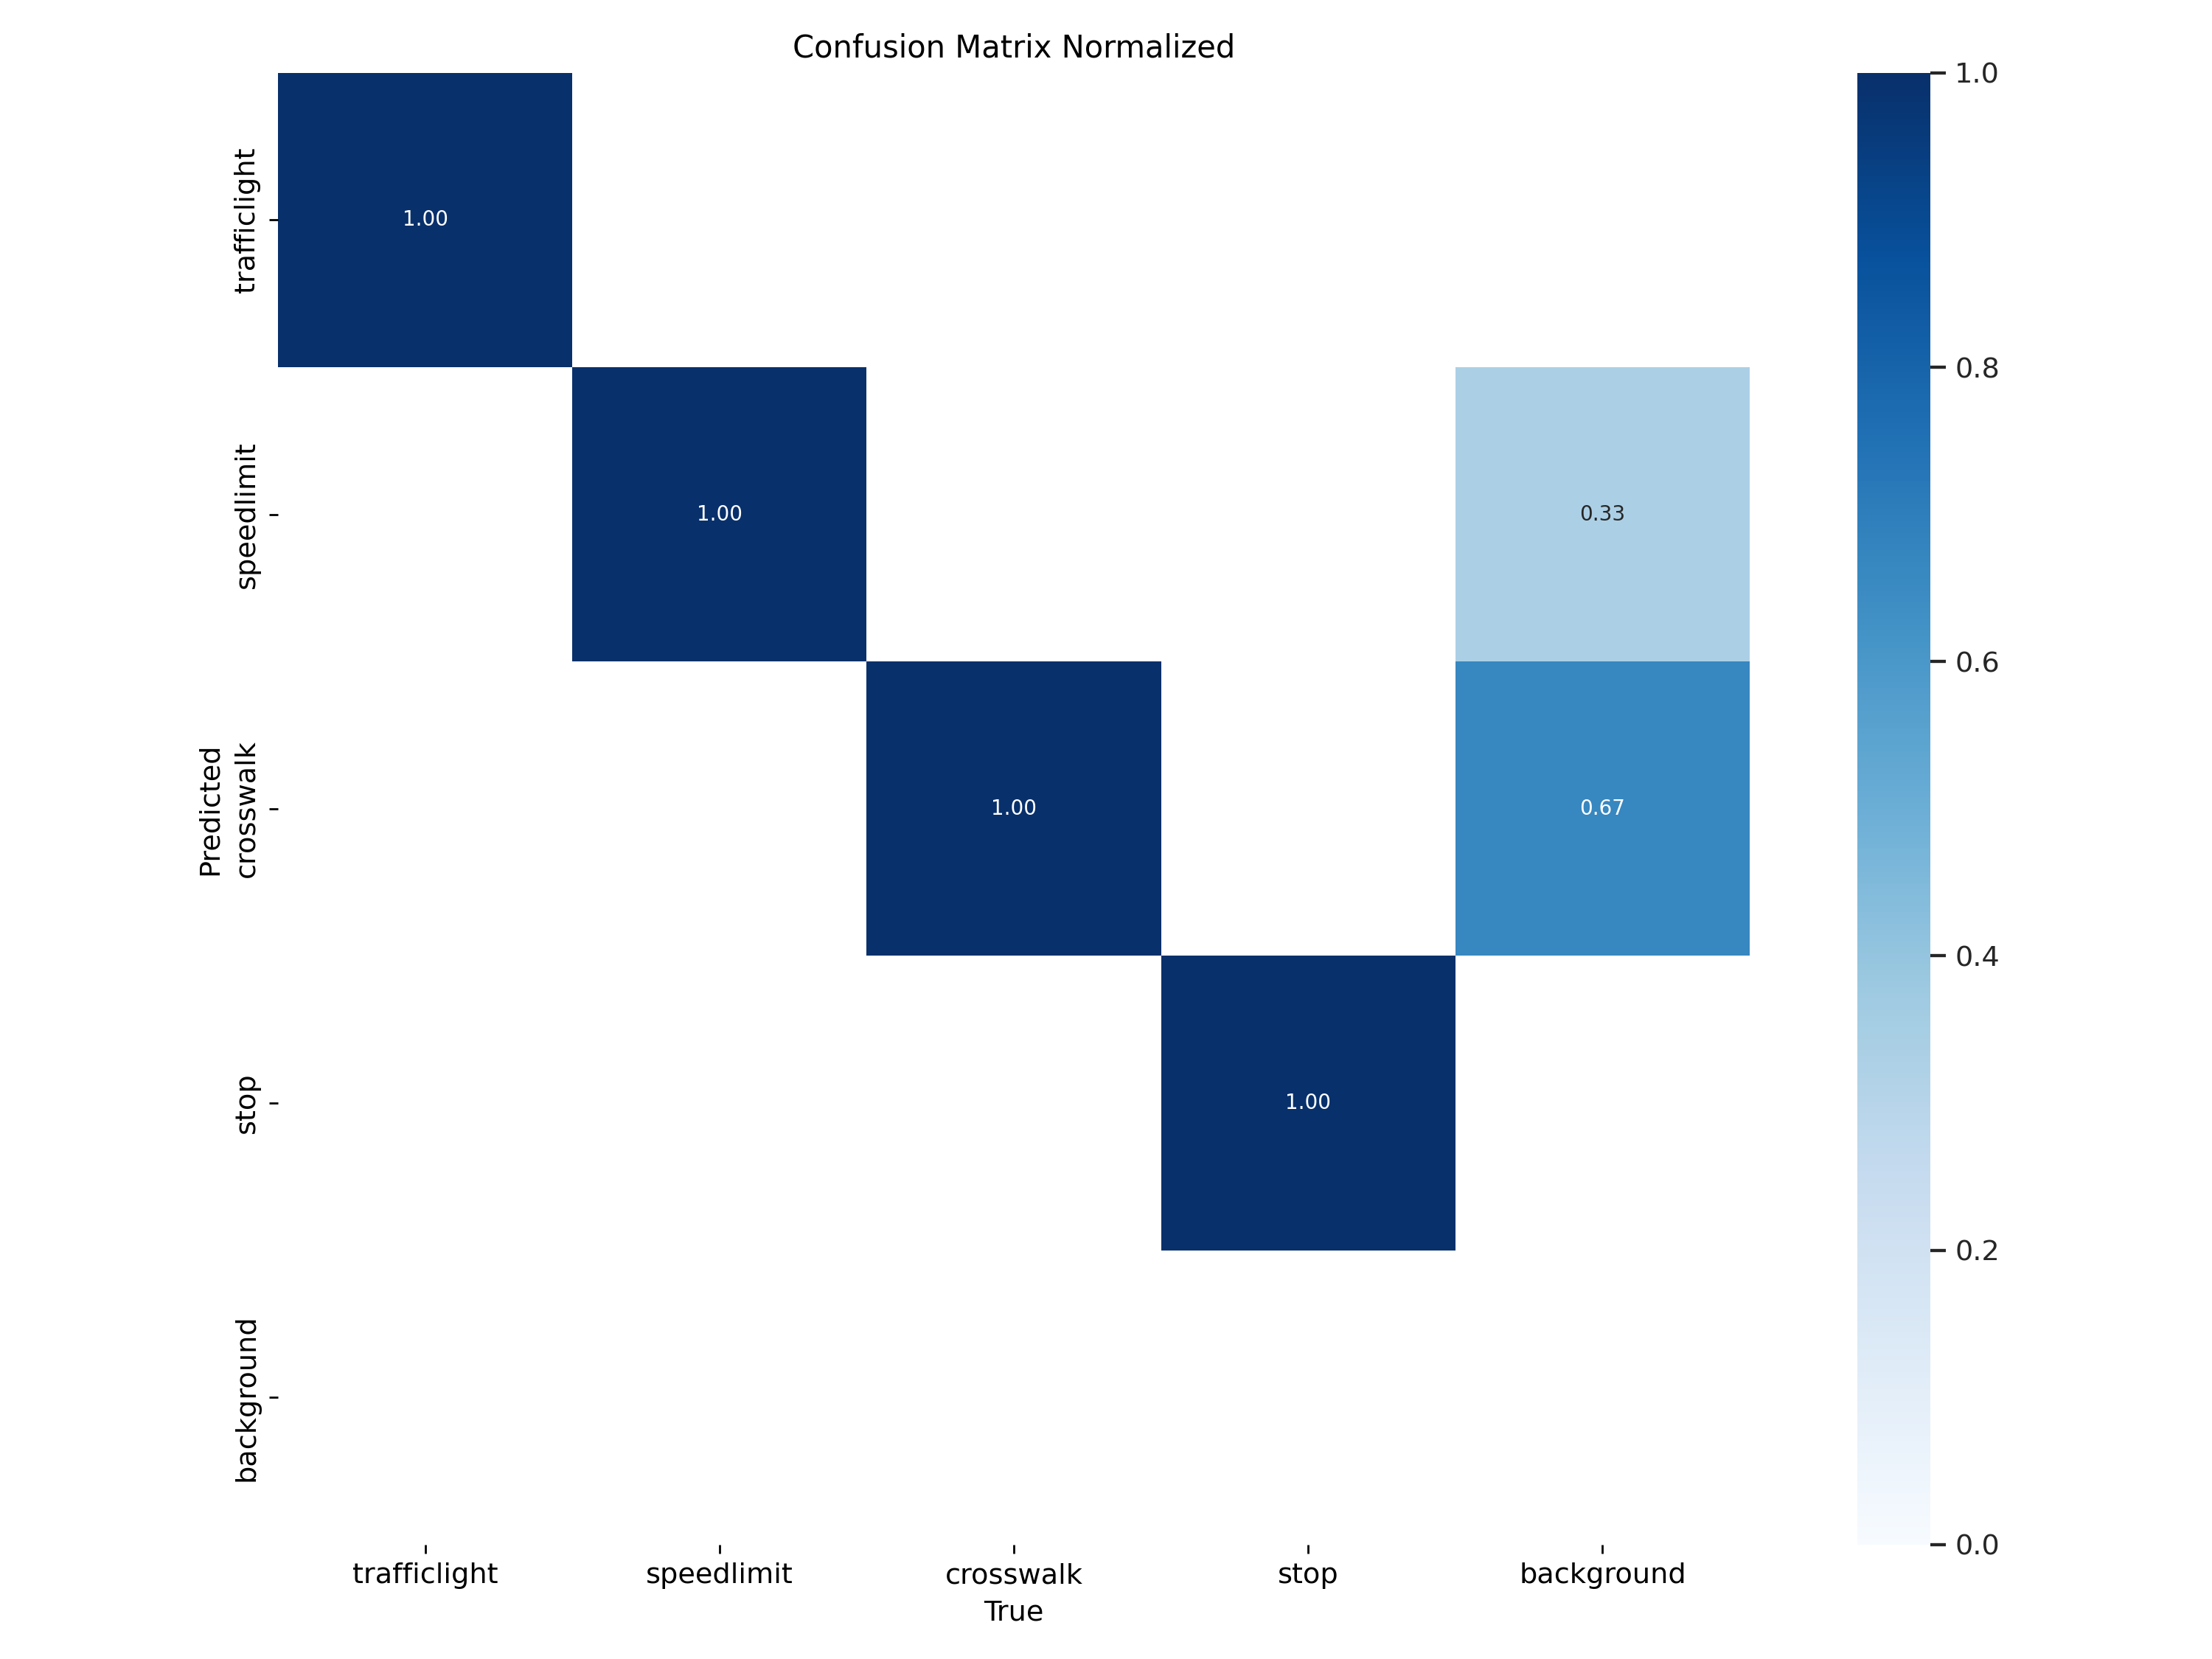 Confusion Matrix Normalized
1.0
trafficlight
1.00
0.8
speedlimit
1.00
0.33
0.6
Predicted
crosswalk
1.00
0.67
0.4
stop
1.00
0.2
background
0.0
trafficlight
speedlimit
crosswalk
stop
background
True